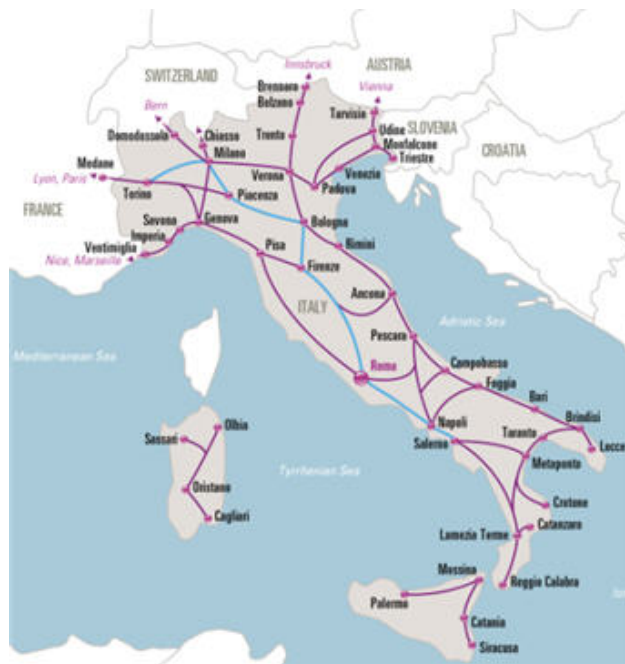 Innsbruck
AUSTRIA
SWITZERLAND
Brennero
Vienna
Bolzano
Bern
Tarvisio
Chiasso
Udine
SLOVENIA
Domodossola
Trento
Monfalcone
Milano
Trieste
CROATIA
Modane
Verona
Venezia
Lyon, Paris
Padova
Torino
Piacenza
FRANCE
Savona
Genova
Bologna
Imperia
Pisa
Rimini
Ventimiglia
Nice, Marseille
Firenze
Ancona
ITALY
Adriatic Sea
Pescara
Mediterranean Sea
Campobasso
Roma
Foggia
Bari
Olbia
Napoli
Brindisi
Sassari
Salerno
Taranto
Lecce
Metaponto
Tyrrhenian Sea
Oristano
Crotone
Cagliari
Catanzaro
Lamezia Terme
Messina
Reggio Calabra
Palermo
Catania
Siracusa